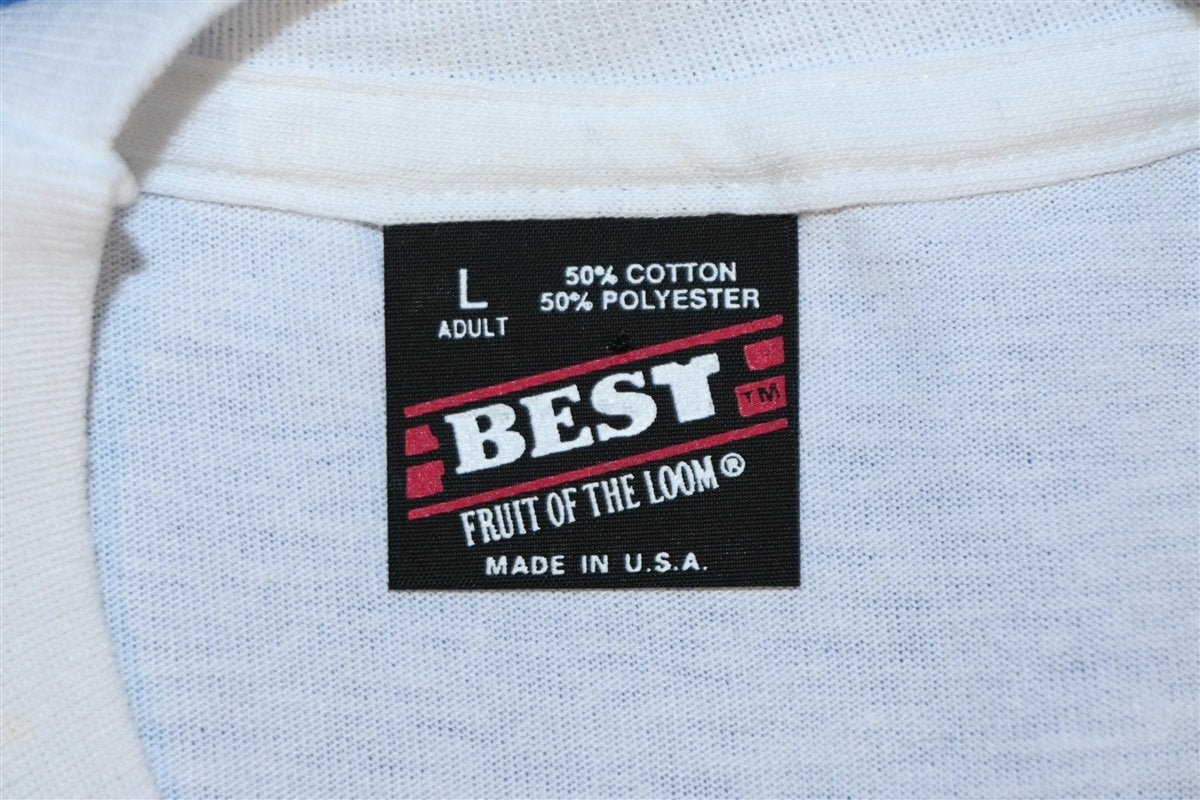 L
ADULT
50% COTTON
50% POLYESTER
BEST
TM
FRUIT OF THE LOOM®
MADE IN U.S.A.